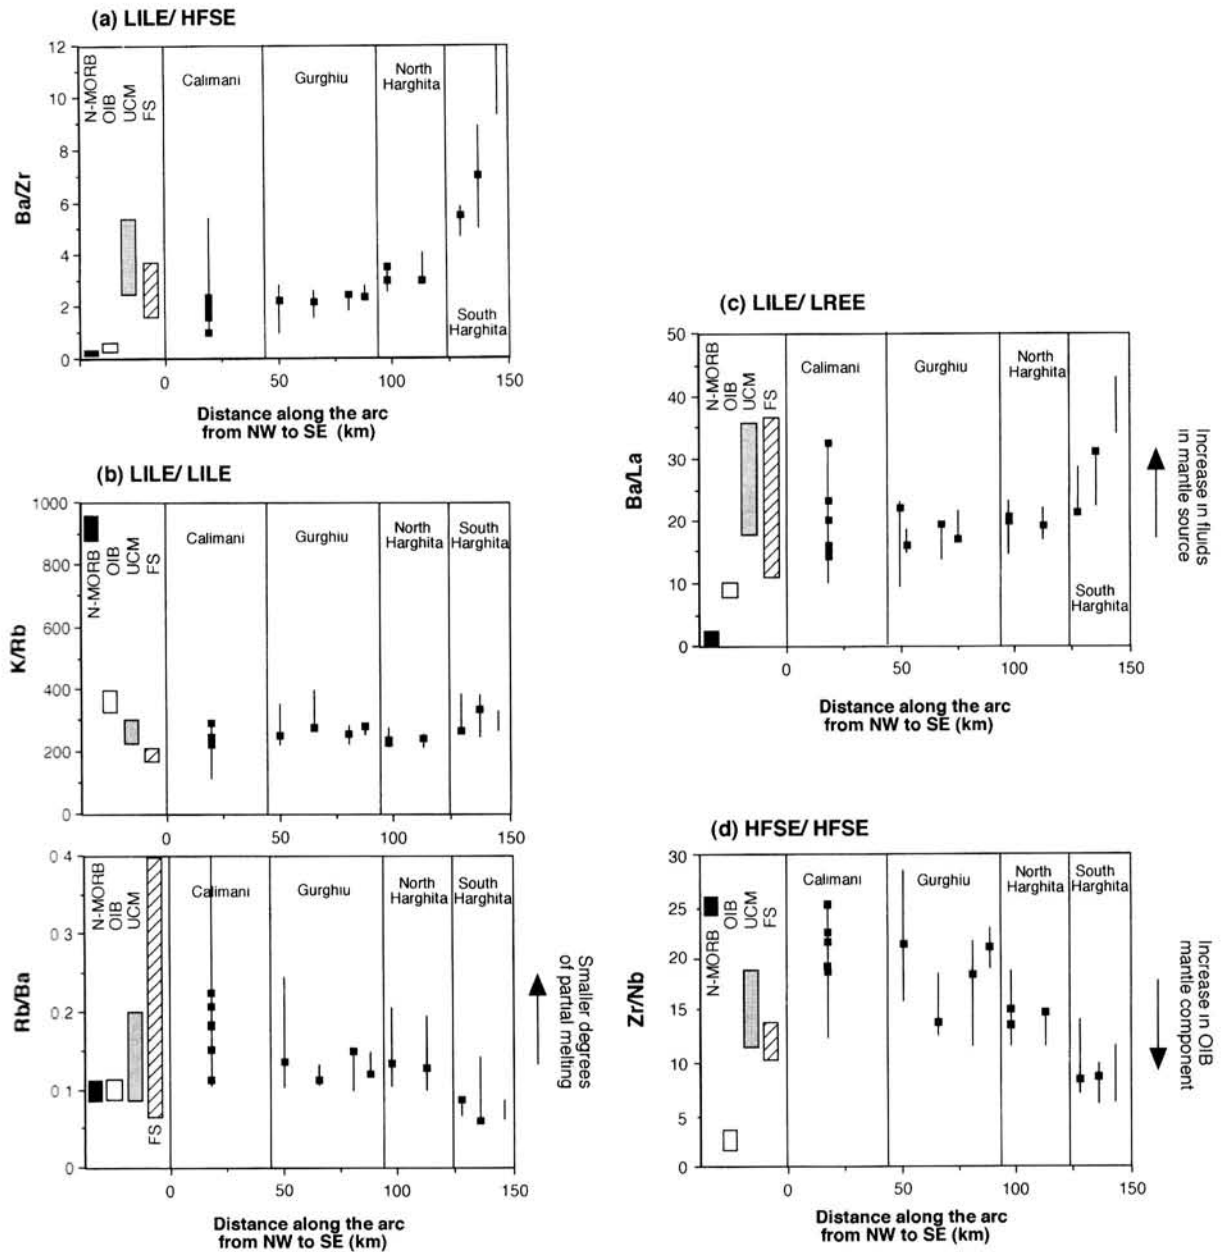 (a) LILE/ HFSE
12
10
8
6
4
2
0
Ba/Zr
N-MORB
OIB
UCM
FS
Calimani
Gurghiu
North
Harghita
South
Harghita
0
50
100
150
Distance along the arc
from NW to SE (km)
(b) LILE/ LILE
1000
800
600
400
200
0
K/Rb
N-MORB
OIB
UCM
FS
Calimani
Gurghiu
North
Harghita
South
Harghita
0
50
100
150
0 4
0 3
0 2
0 1
0
Rb/Ba
N-MORB
OIB
UCM
FS
Calimani
Gurghiu
North
Harghita
South
Harghita
Smaller degrees
of partial melting
0
50
100
150
Distance along the arc
from NW to SE (km)
(c) LILE/ LREE
50
40
30
20
10
0
Ba/La
N-MORB
OIB
UCM
FS
Calimani
Gurghiu
North
Harghita
South
Harghita
Increase in fluids
in mantle source
0
50
100
150
Distance along the arc
from NW to SE (km)
(d) HFSE/ HFSE
30
25
20
15
10
5
0
Zr/Nb
N-MORB
OIB
UCM
FS
Calimani
Gurghiu
North
Harghita
South
Harghita
Increase in OIB
mantle component
0
50
100
150
Distance along the arc
from NW to SE (km)